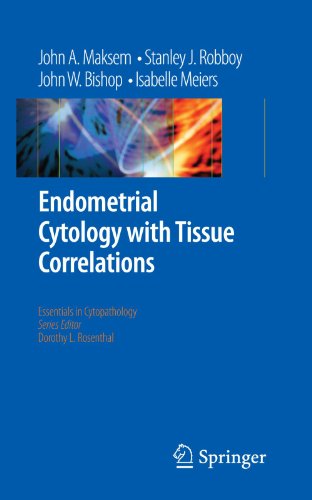 John A. Maksem • Stanley J. Robboy
John W. Bishop • Isabelle Meiers
Endometrial
Cytology with Tissue
Correlations
Essentials in Cytopathology
Series Editor
Dorothy L. Rosenthal
Springer